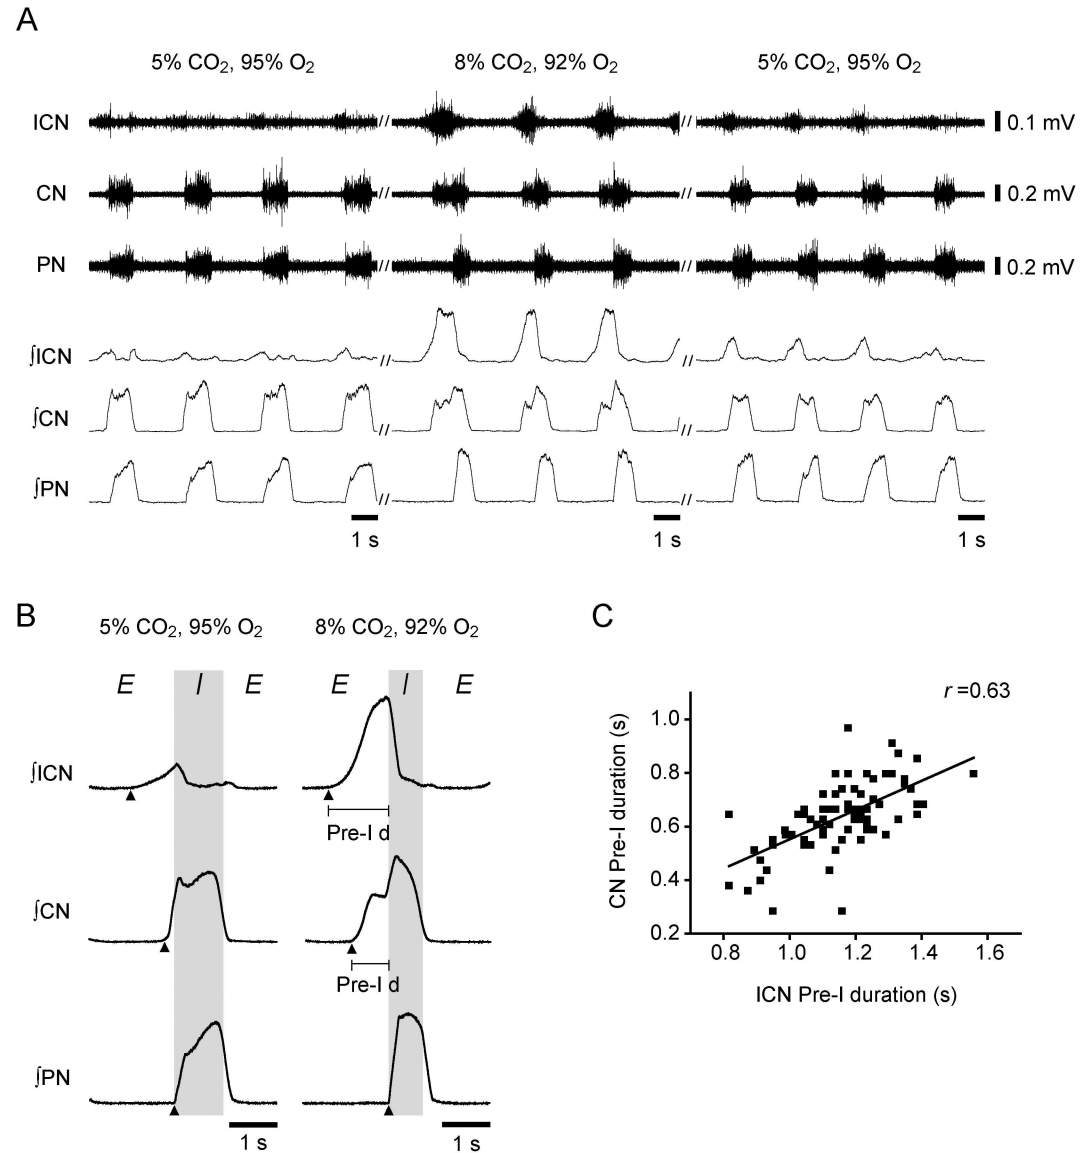 A
5% CO2, 95% O2 8% CO2, 92% O2 5% CO2, 95% O2
ICN // // 0.1 mV
CN // // 0.2 mV
PN // // 0.2 mV
∫ICN // //
∫CN // //
∫PN // //
1 s 1 s 1 s
B
5% CO2, 95% O2 8% CO2, 92% O2
E I E E I E
∫ICN
Pre-I d
∫CN
Pre-I d
∫PN
1 s 1 s
C
r =0.63
CN Pre-I duration (s)
1.0
0.8
0.6
0.4
0.2
0.8 1.0 1.2 1.4 1.6
ICN Pre-I duration (s)